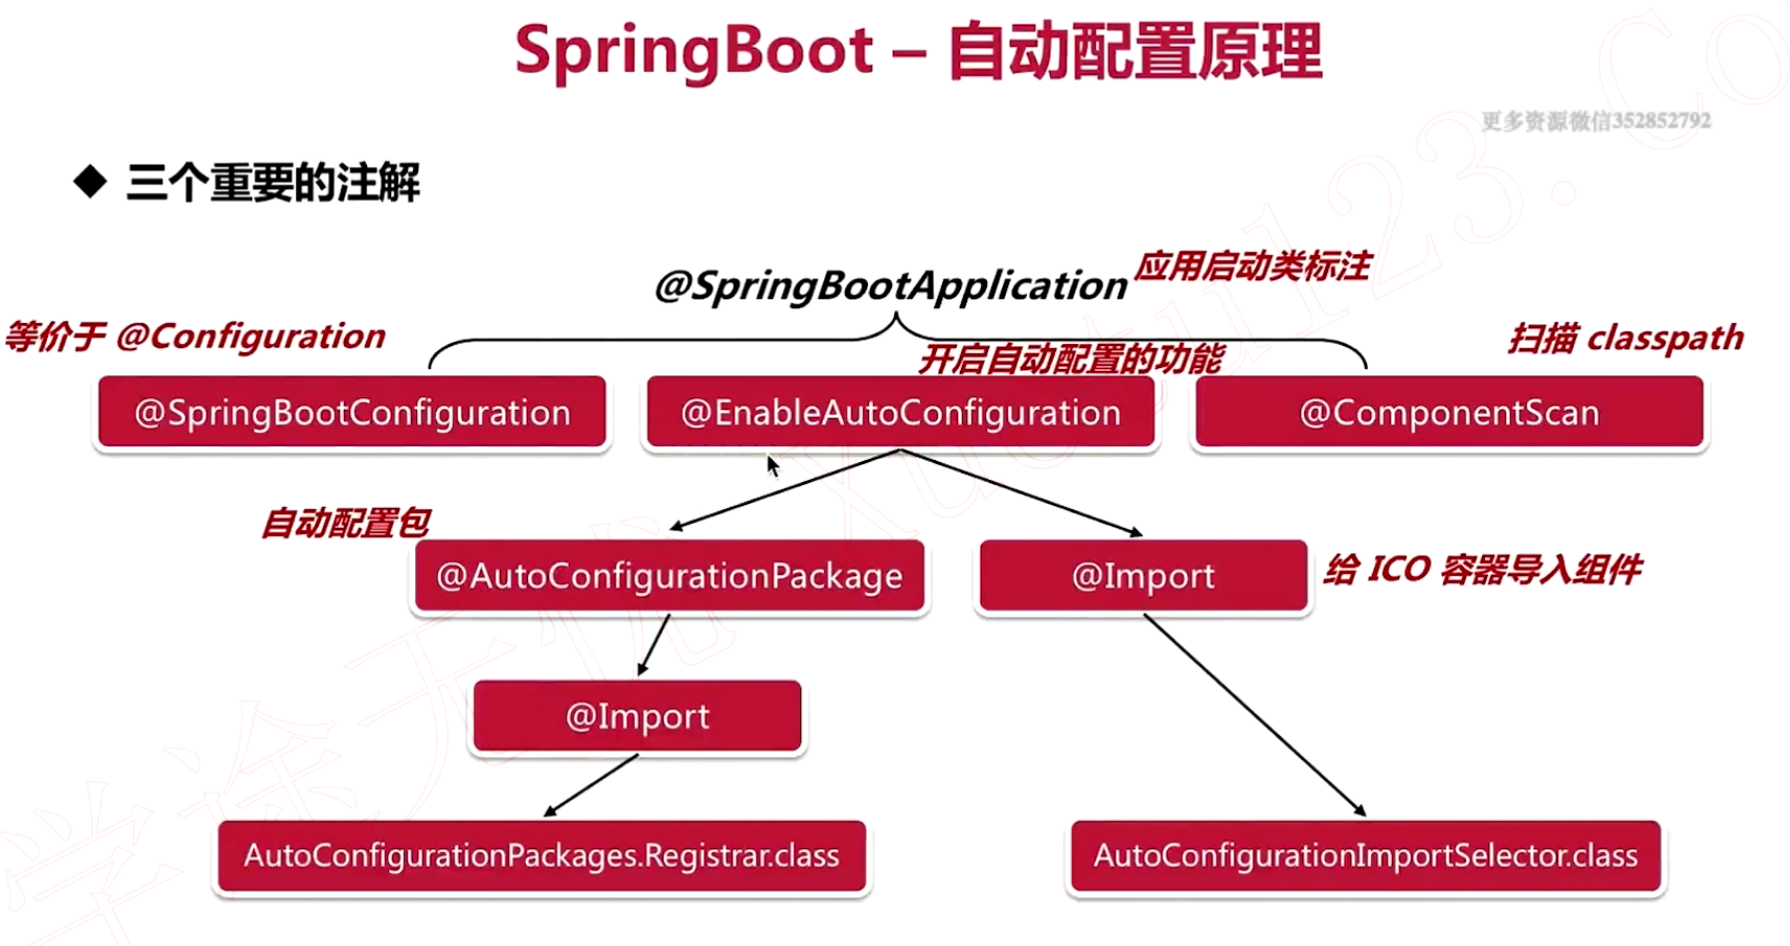 SpringBoot – 自动配置原理
更多资源微信352852792
三个重要的注解
@SpringBootApplication
应用启动类标注
等价于 @Configuration
开启自动配置的功能
扫描 classpath
@SpringBootConfiguration
@EnableAutoConfiguration
@ComponentScan
自动配置包
@AutoConfigurationPackage
@Import
给 ICO 容器导入组件
@Import
AutoConfigurationPackages.Registrar.class
AutoConfigurationImportSelector.class